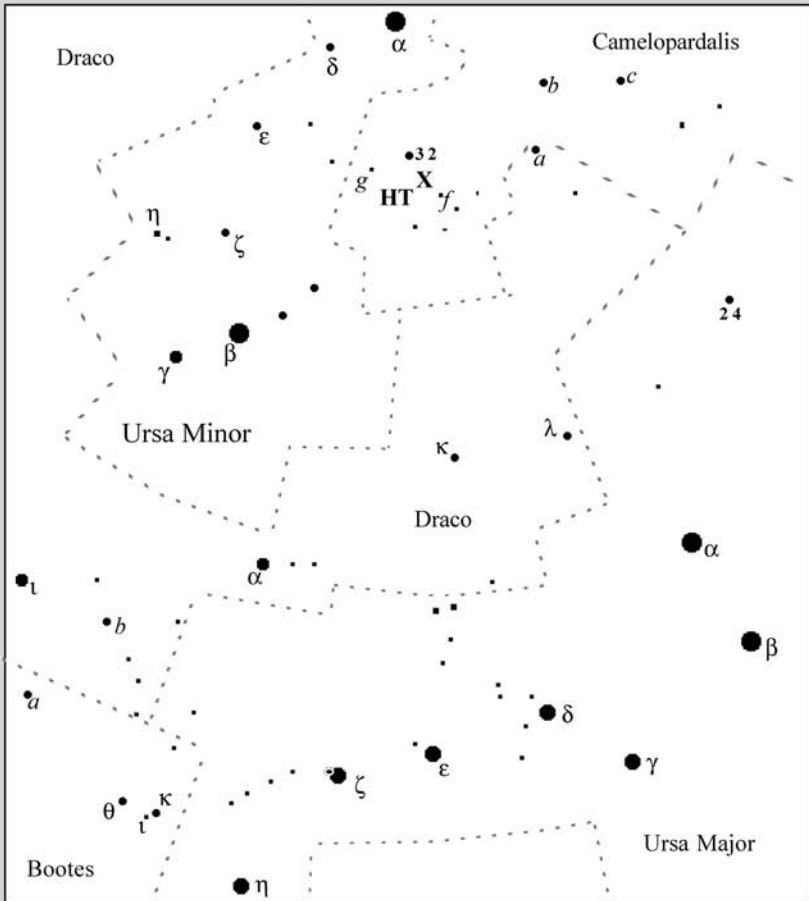 α
Camelopardalis
Draco
δ
b
c
ε
32
a
g
X
HT
f
η
ζ
24
β
γ
Ursa Minor
λ
κ
Draco
α
α
ι
b
β
a
δ
ε
γ
ζ
θ
κ
ι
Ursa Major
Bootes
η